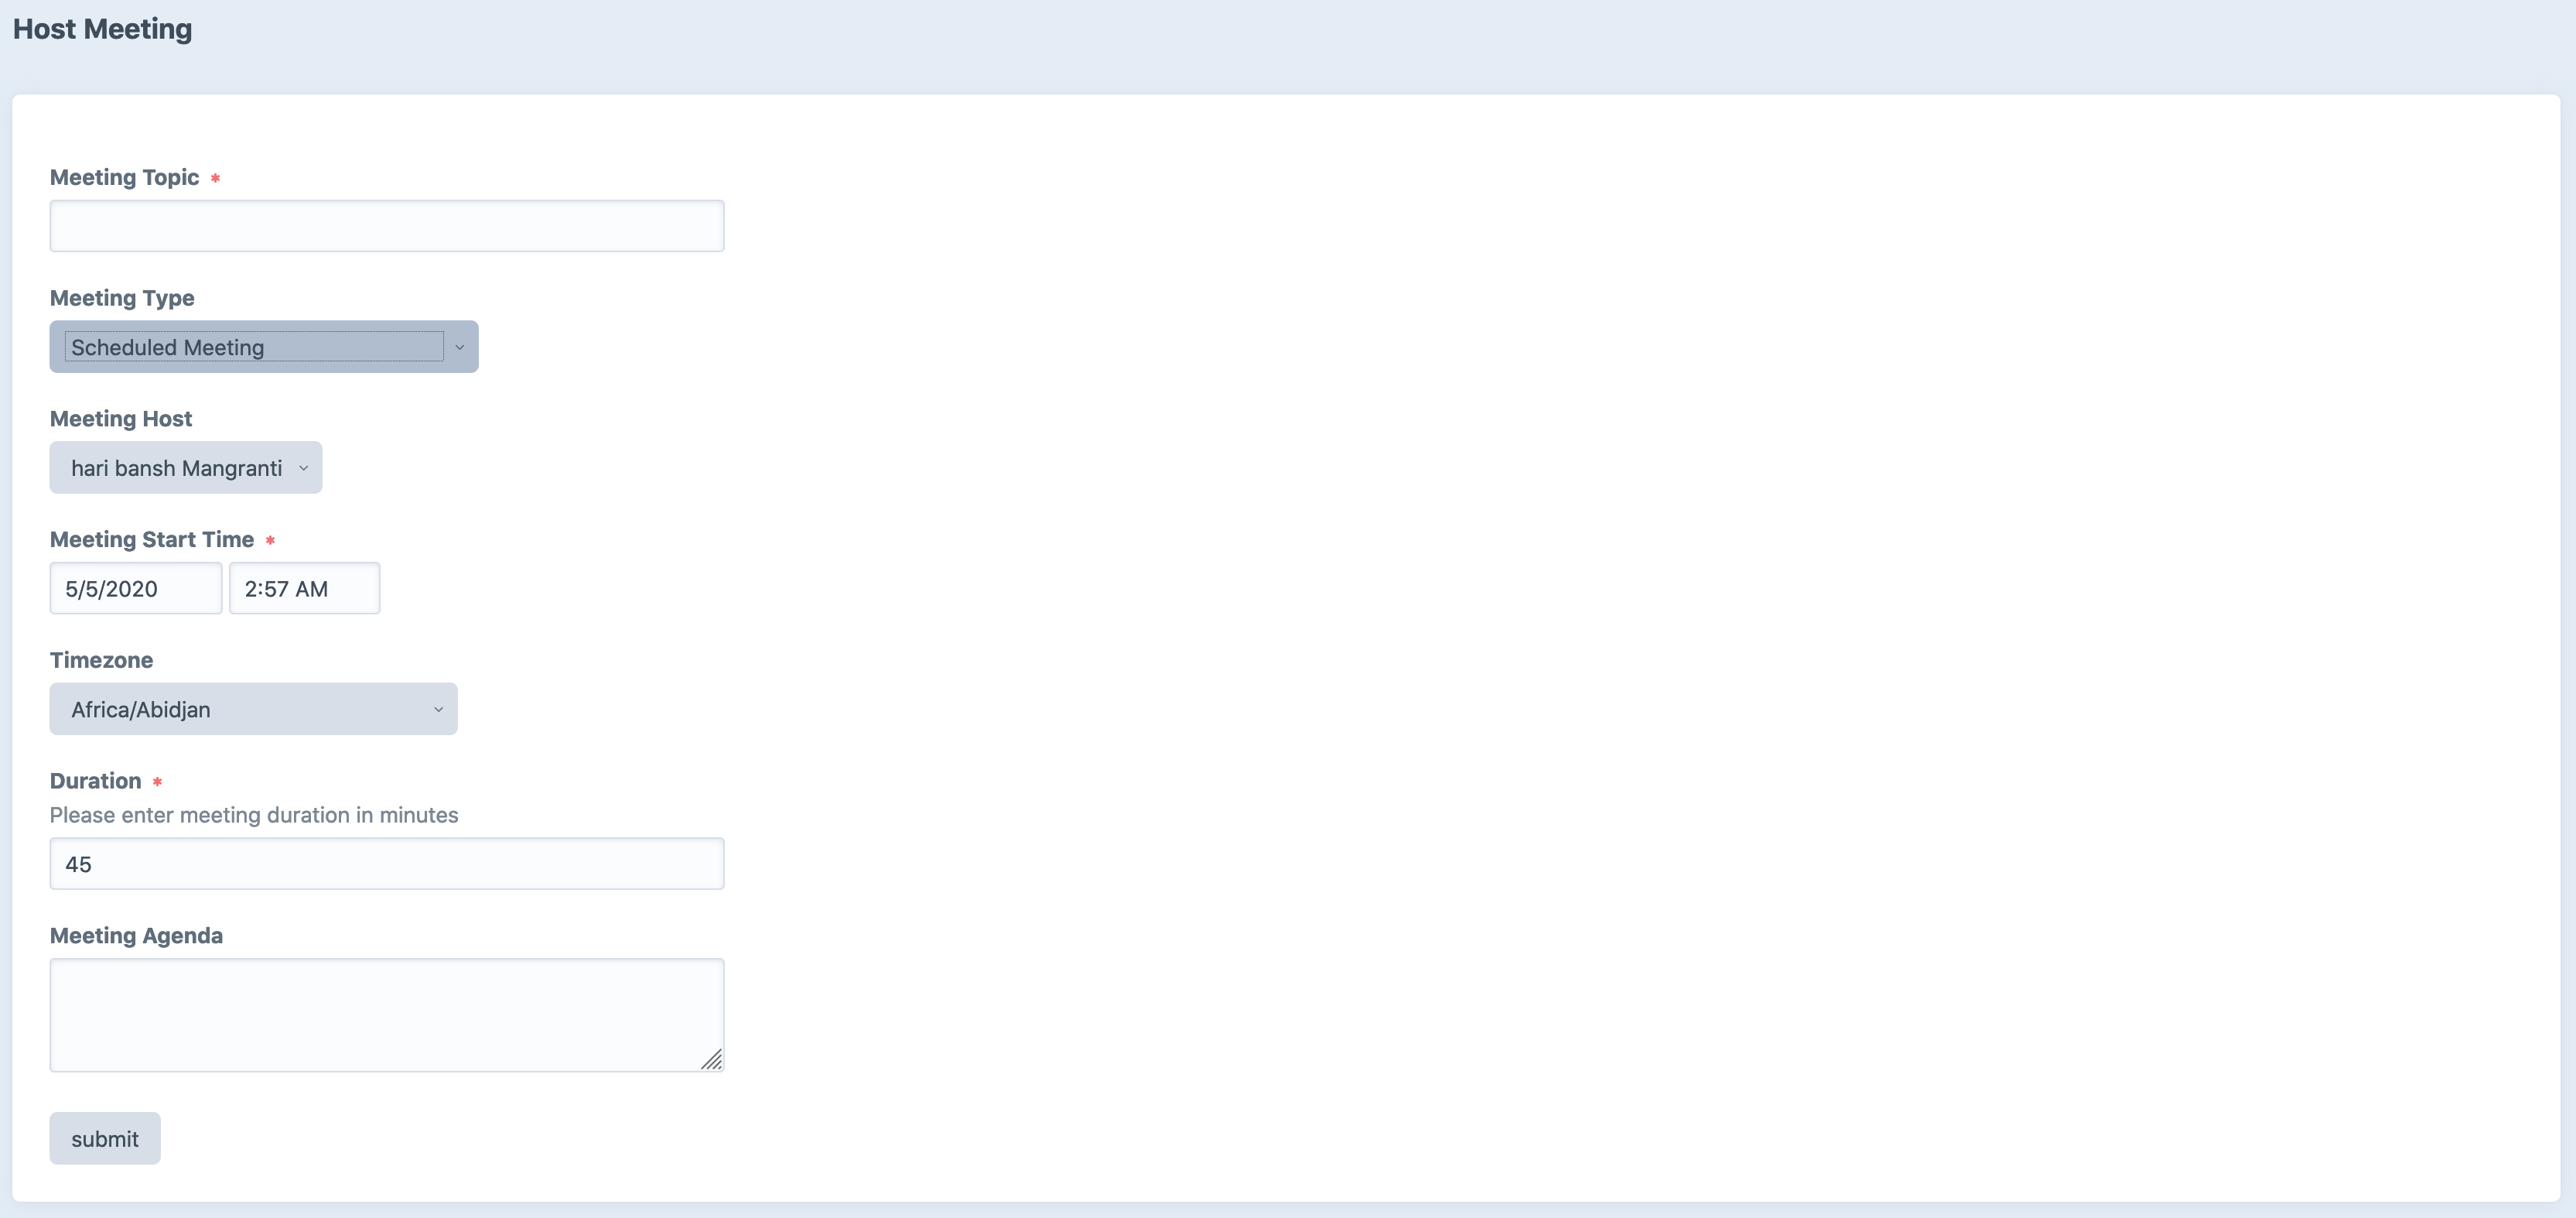 Host Meeting
Meeting Topic *
Meeting Type
Scheduled Meeting
Meeting Host
hari bansh Mangranti
Meeting Start Time *
5/5/2020 2:57 AM
Timezone
Africa/Abidjan
Duration *
Please enter meeting duration in minutes
45
Meeting Agenda
submit